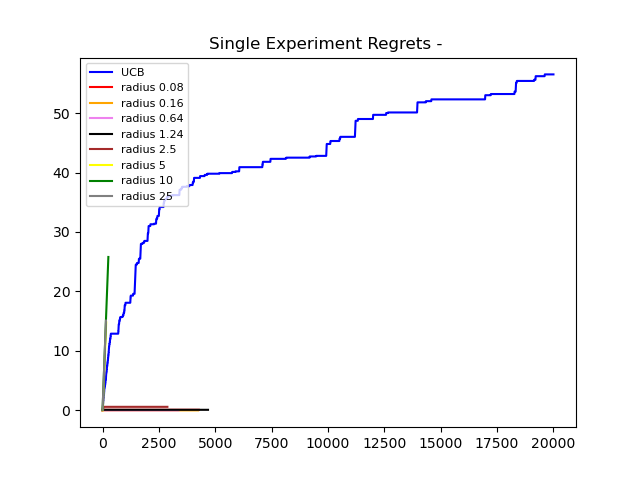 Single Experiment Regrets -
UCB
radius 0.08
radius 0.16
radius 0.64
radius 1.24
radius 2.5
radius 5
radius 10
radius 25
50
40
30
20
10
0
0 2500 5000 7500 10000 12500 15000 17500 20000